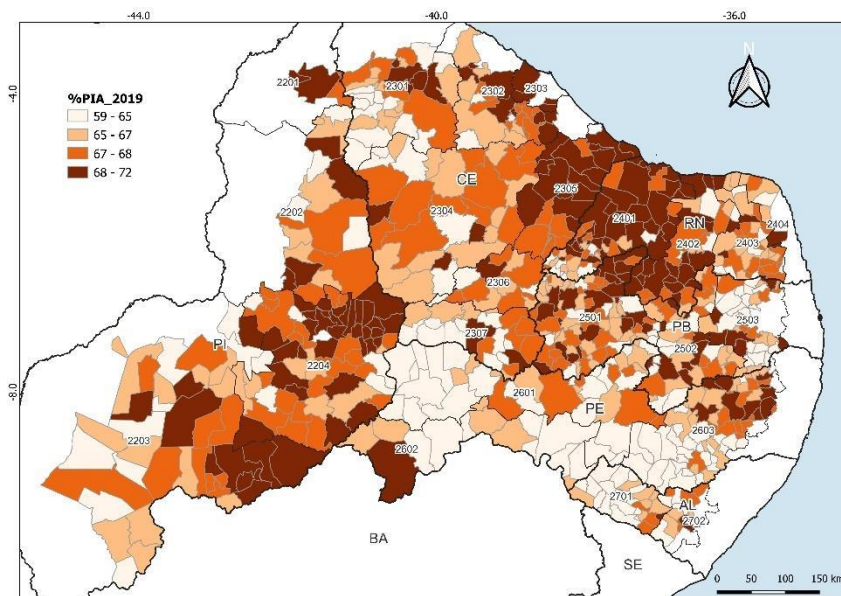 -44.0 -40.0 -36.0
N
-4.0
-8.0
%PIA_2019
59 - 65
65 - 67
67 - 68
68 - 72
2201
2301
2302
2303
CE
2305
2304
2202
2401
RN
2402
2403
2404
2306
2501
PB
2503
2307
2502
PI
2204
2601
PE
2203
2602
2603
2701
AL
2702
BA
SE
0 50 100 150 km